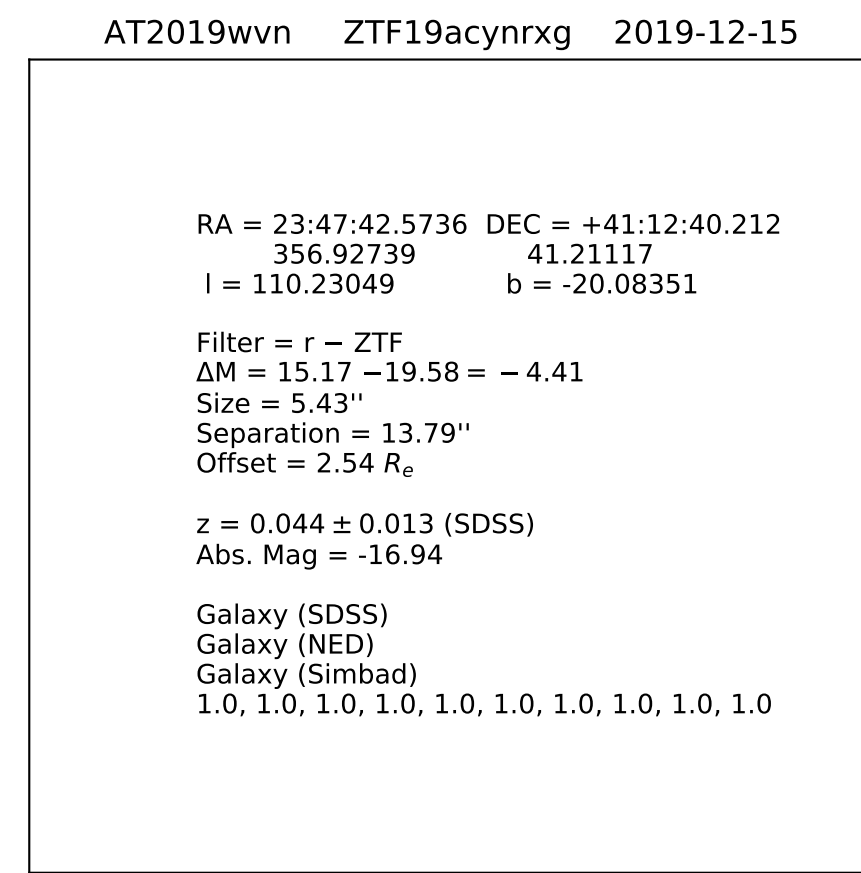 AT2019wvn ZTF19acynrxg 2019-12-15
RA = 23:47:42.5736 DEC = +41:12:40.212
356.92739 41.21117
l = 110.23049 b = -20.08351
Filter = r − ZTF
ΔM = 15.17 −19.58 = − 4.41
Size = 5.43''
Separation = 13.79''
Offset = 2.54 Rₑ
z = 0.044 ± 0.013 (SDSS)
Abs. Mag = -16.94
Galaxy (SDSS)
Galaxy (NED)
Galaxy (Simbad)
1.0, 1.0, 1.0, 1.0, 1.0, 1.0, 1.0, 1.0, 1.0, 1.0